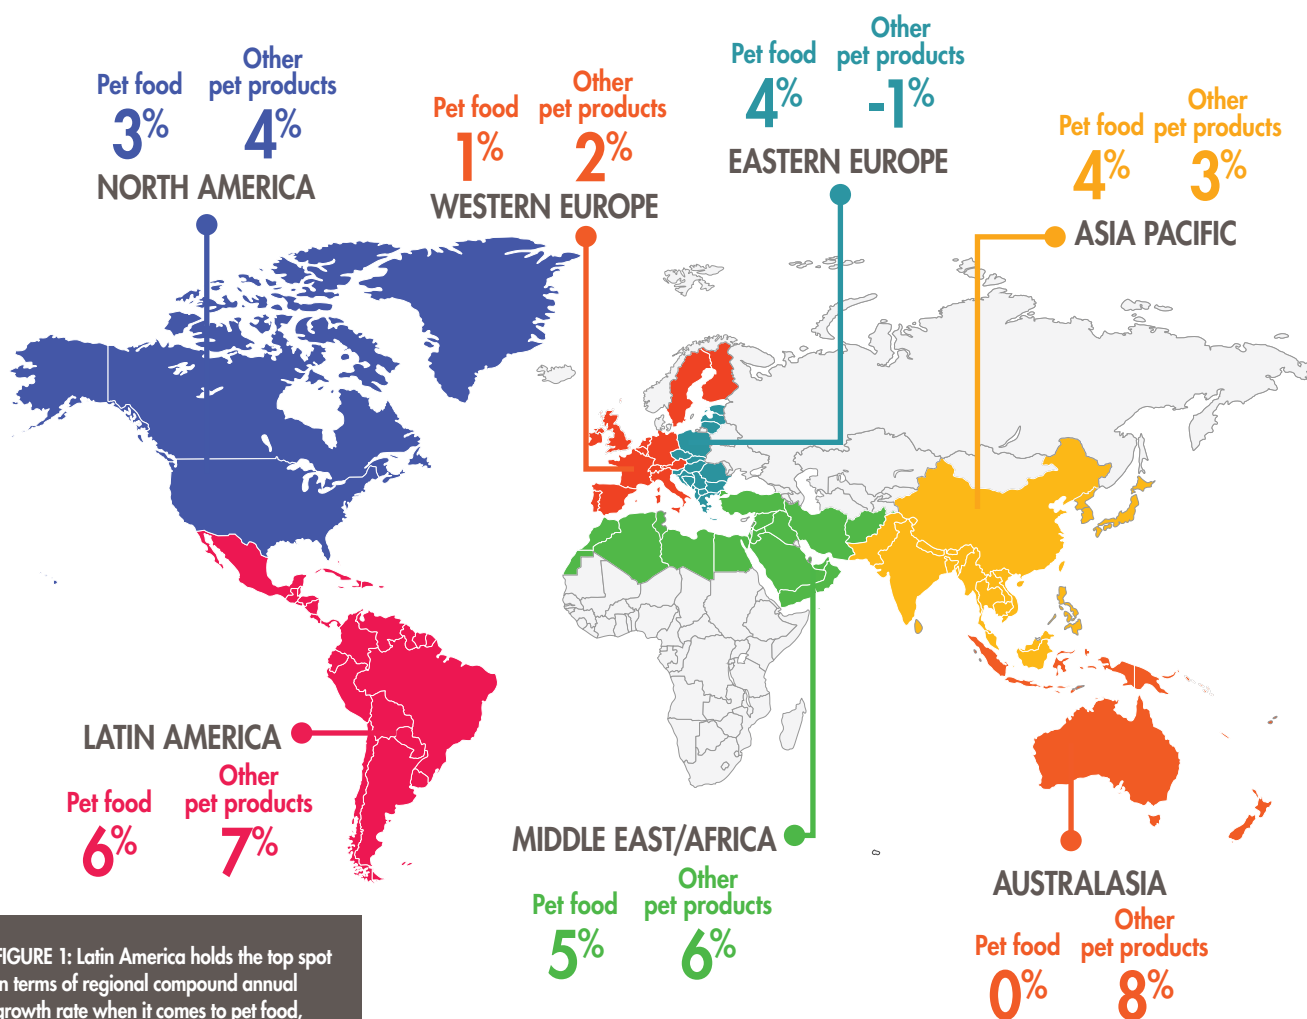 Pet food
Other
pet products
3%
4%
NORTH AMERICA
Pet food
Other
pet products
1%
2%
WESTERN EUROPE
Pet food
Other
pet products
4%
-1%
EASTERN EUROPE
Pet food
Other
pet products
4%
3%
ASIA PACIFIC
LATIN AMERICA
Pet food
Other
pet products
6%
7%
MIDDLE EAST/AFRICA
Pet food
Other
pet products
5%
6%
AUSTRALASIA
Pet food
Other
pet products
0%
8%
FIGURE 1: Latin America holds the top spot
in terms of regional compound annual
growth rate when it comes to pet food,